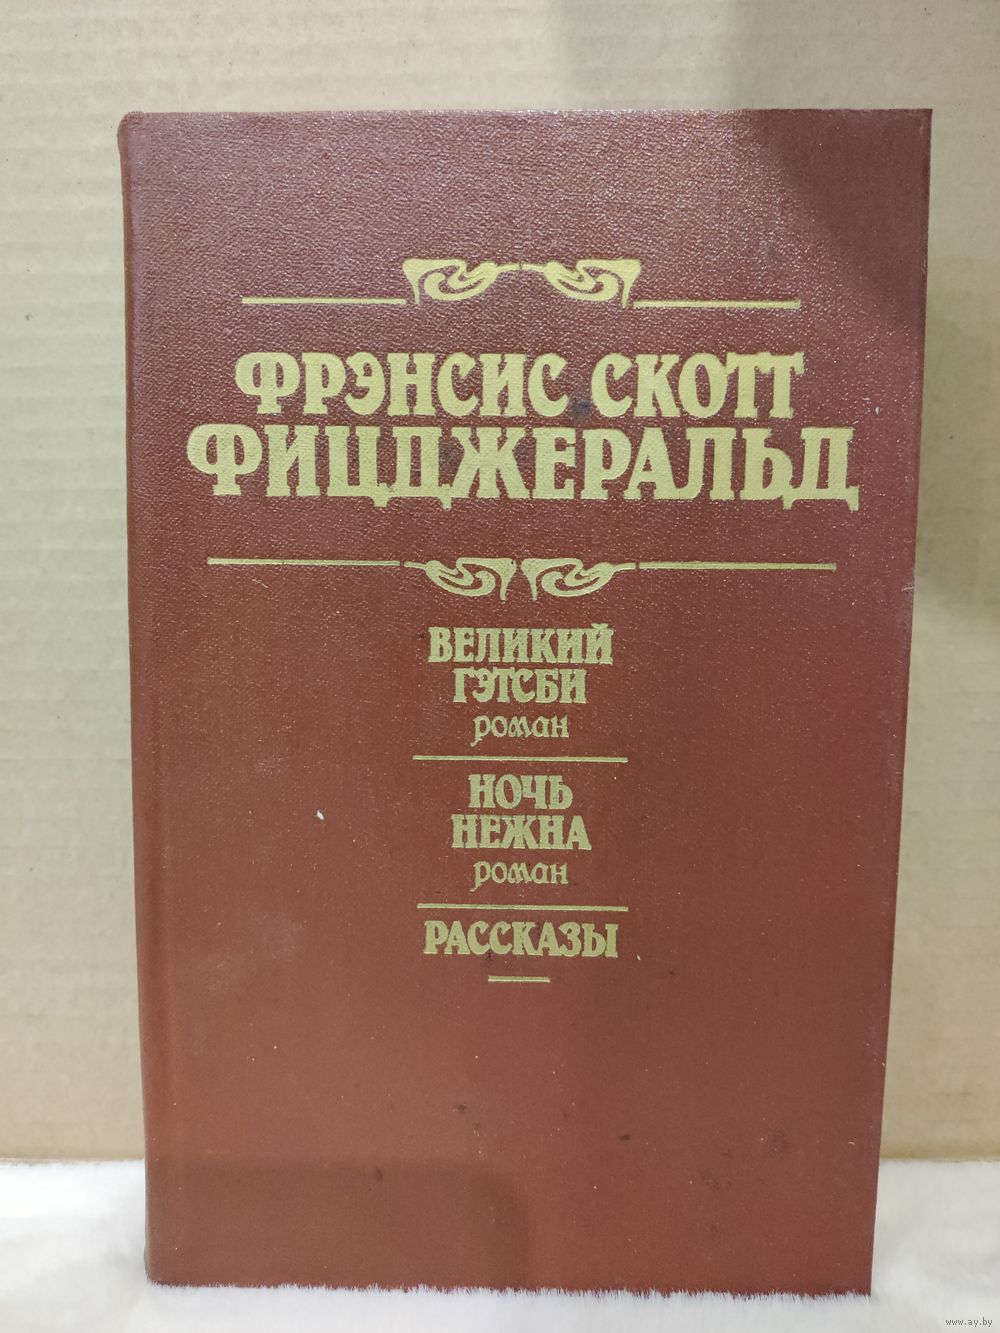 ФРЭНСИС СКОТТ
ФИЦДЖЕРАЛЬД
ВЕЛИКИЙ
ГЭТСБИ
роман
НОЧЬ
НЕЖНА
роман
РАССКАЗЫ
www.ay.by